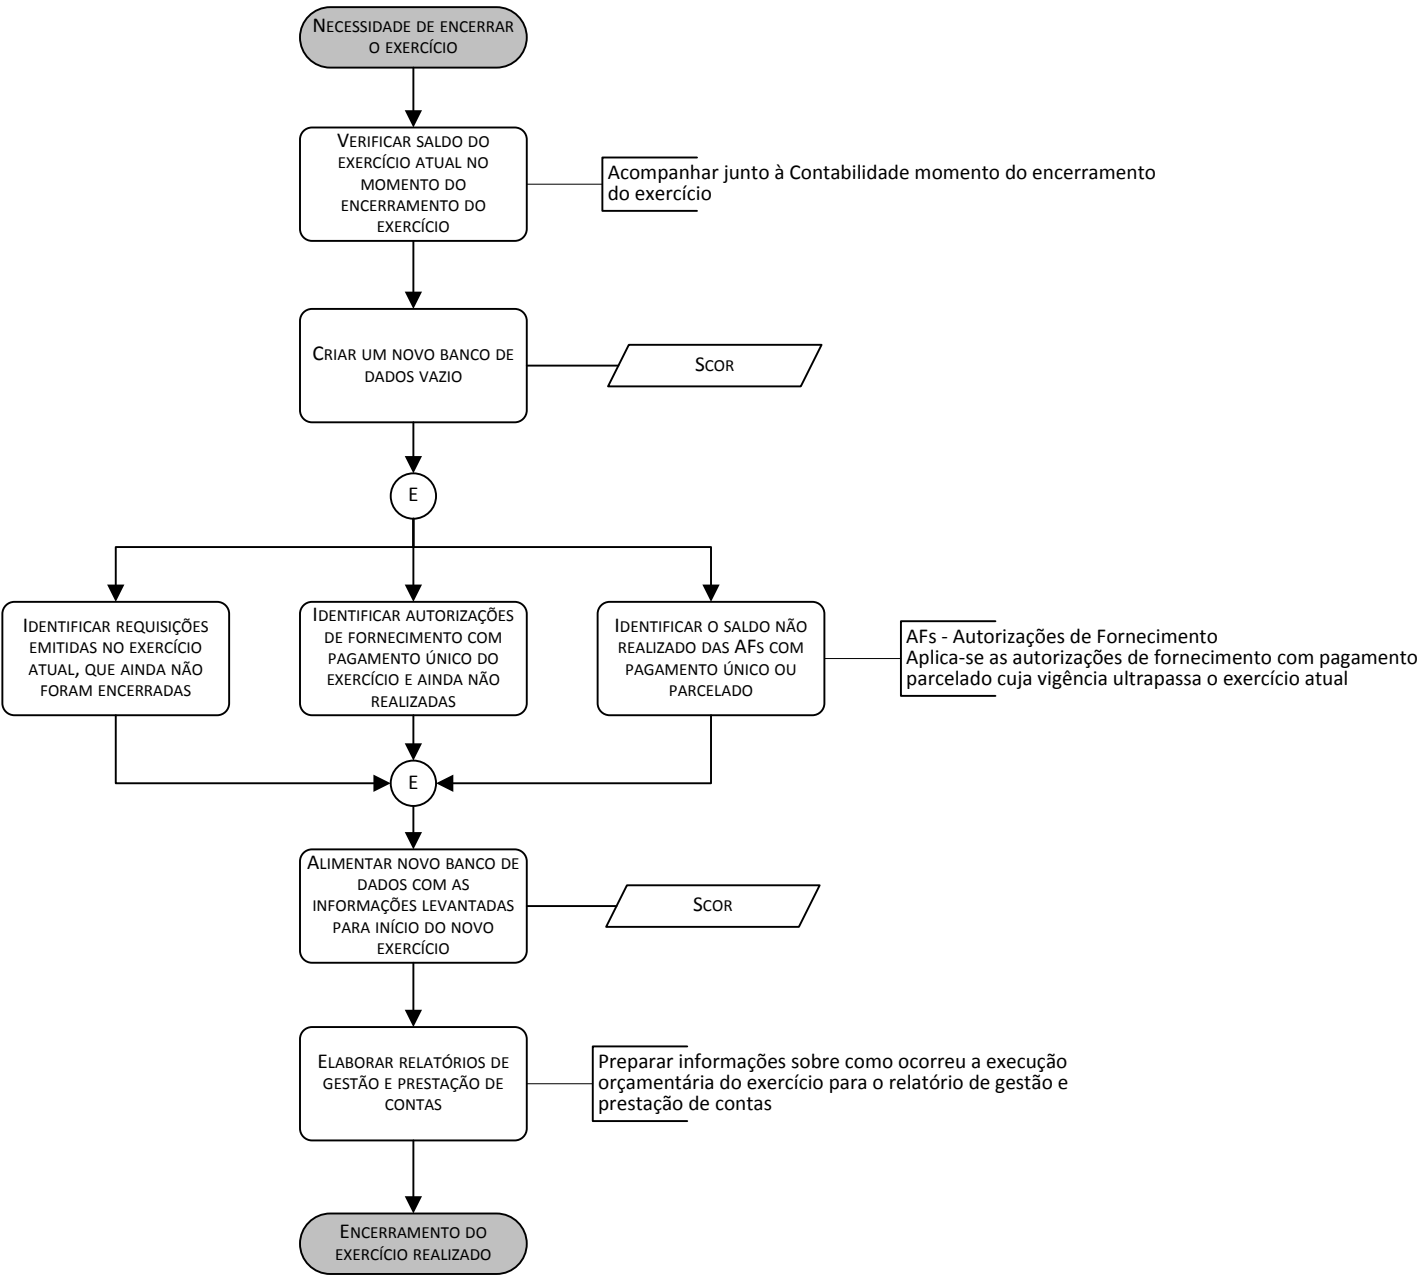 NECESSIDADE DE ENCERRAR
O EXERCÍCIO
VERIFICAR SALDO DO
EXERCÍCIO ATUAL NO
MOMENTO DO
ENCERRAMENTO DO
EXERCÍCIO
Acompanhar junto à Contabilidade momento do encerramento
do exercício
CRIAR UM NOVO BANCO DE
DADOS VAZIO
SCOR
E
IDENTIFICAR REQUISIÇÕES
EMITIDAS NO EXERCÍCIO
ATUAL, QUE AINDA NÃO
FORAM ENCERRADAS
IDENTIFICAR AUTORIZAÇÕES
DE FORNECIMENTO COM
PAGAMENTO ÚNICO DO
EXERCÍCIO E AINDA NÃO
REALIZADAS
IDENTIFICAR O SALDO NÃO
REALIZADO DAS AFS COM
PAGAMENTO ÚNICO OU
PARCELADO
AFs - Autorizações de Fornecimento
Aplica-se as autorizações de fornecimento com pagamento
parcelado cuja vigência ultrapassa o exercício atual
E
ALIMENTAR NOVO BANCO DE
DADOS COM AS
INFORMAÇÕES LEVANTADAS
PARA INÍCIO DO NOVO
EXERCÍCIO
SCOR
ELABORAR RELATÓRIOS DE
GESTÃO E PRESTAÇÃO DE
CONTAS
Preparar informações sobre como ocorreu a execução
orçamentária do exercício para o relatório de gestão e
prestação de contas
ENCERRAMENTO DO
EXERCÍCIO REALIZADO